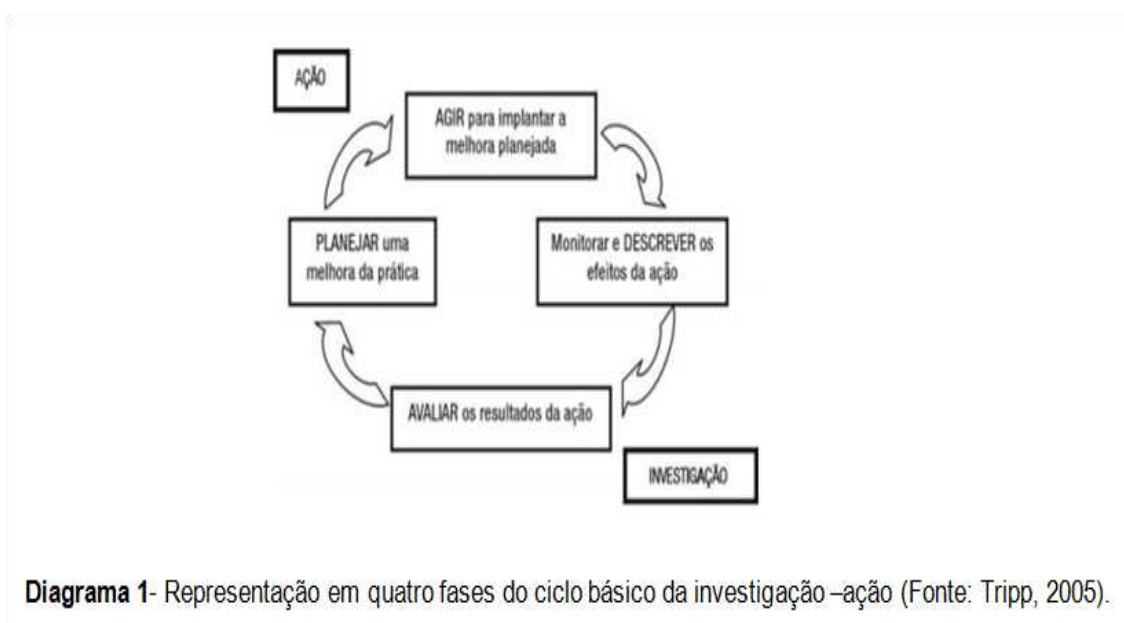 AÇÃO
AGIR para implantar a
melhora planejada
PLANEJAR uma
melhora da prática
Monitorar e DESCREVER os
efeitos da ação
AVALIAR os resultados da ação
INVESTIGAÇÃO
Diagrama 1- Representação em quatro fases do ciclo básico da investigação –ação (Fonte: Tripp, 2005).